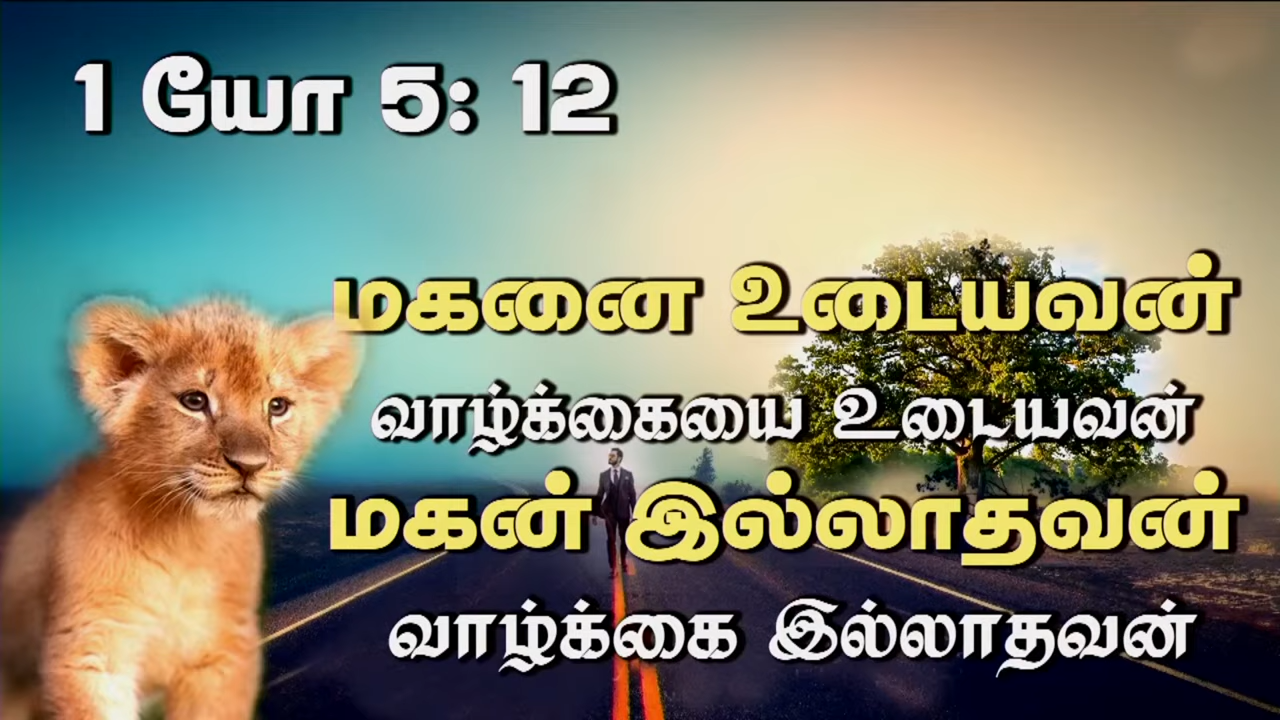 1 யோ 5: 12
மகனை உடையவன்
வாழ்க்கையை உடையவன்
மகன் இல்லாதவன்
வாழ்க்கை இல்லாதவன்